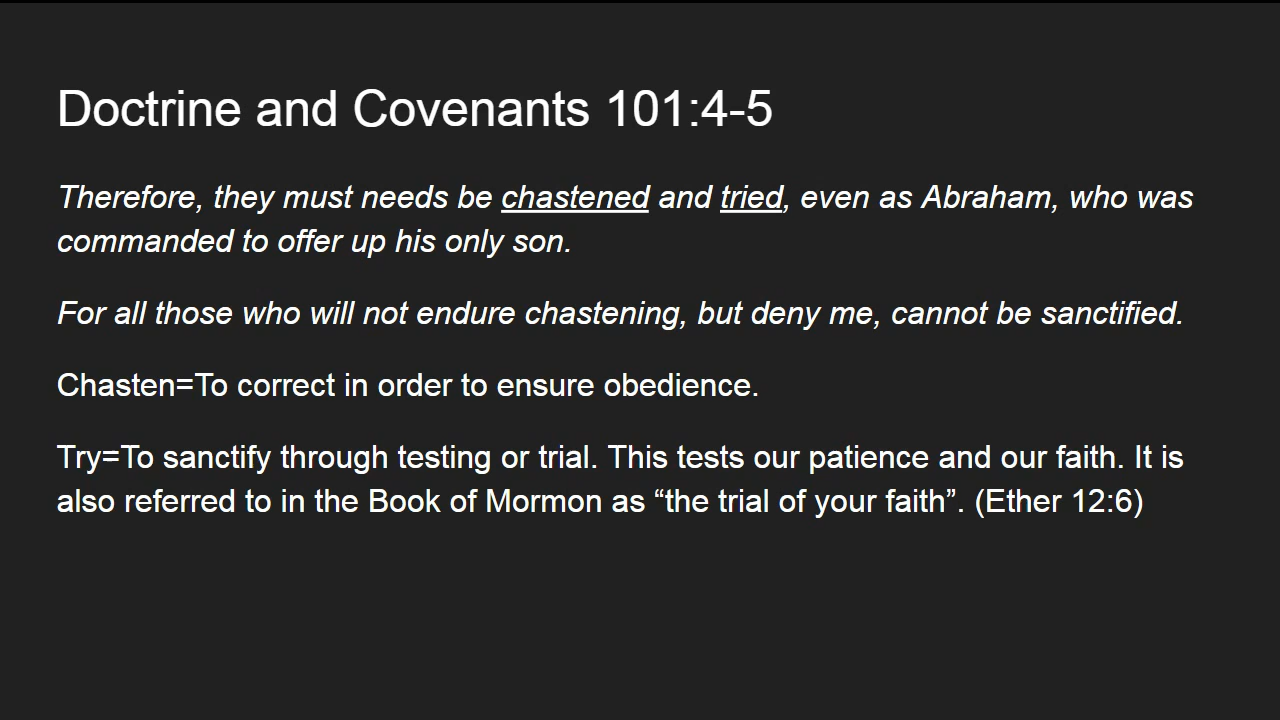 Doctrine and Covenants 101:4-5
Therefore, they must needs be chastened and tried, even as Abraham, who was
commanded to offer up his only son.
For all those who will not endure chastening, but deny me, cannot be sanctified.
Chasten=To correct in order to ensure obedience.
Try=To sanctify through testing or trial. This tests our patience and our faith. It is
also referred to in the Book of Mormon as “the trial of your faith”. (Ether 12:6)